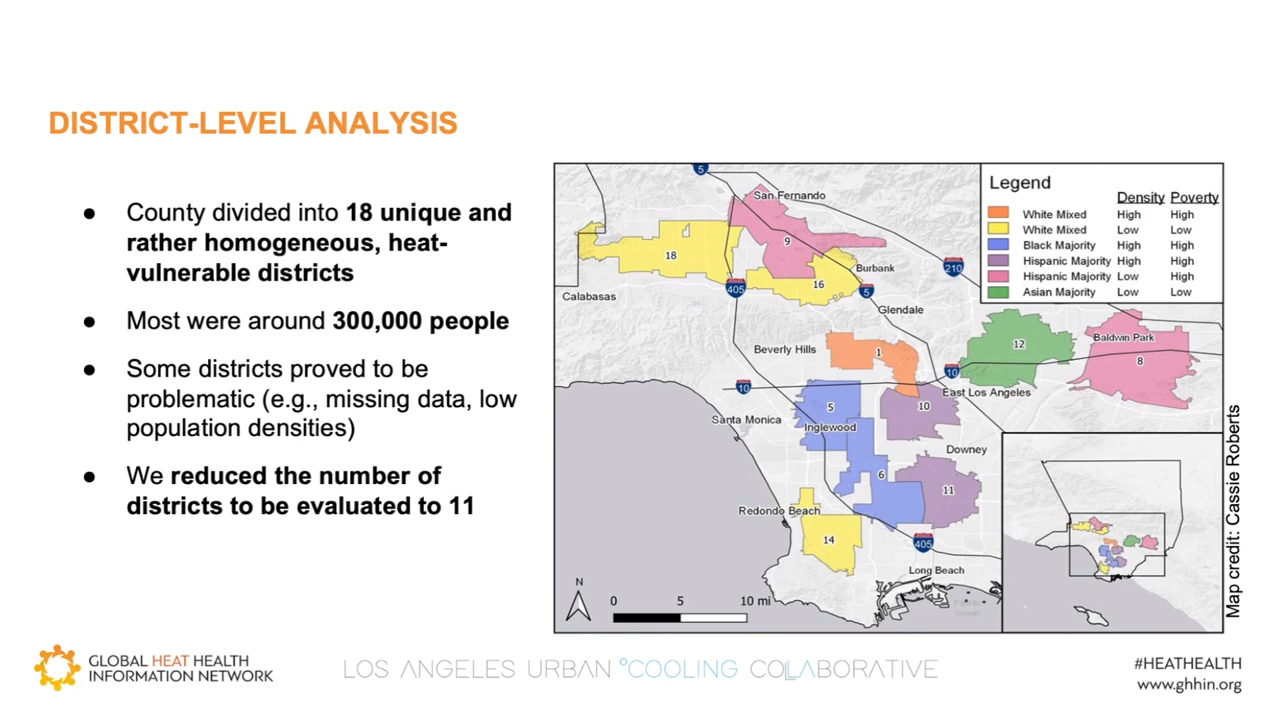 DISTRICT-LEVEL ANALYSIS
● County divided into 18 unique and
rather homogeneous, heat-
vulnerable districts
● Most were around 300,000 people
● Some districts proved to be
problematic (e.g., missing data, low
population densities)
● We reduced the number of
districts to be evaluated to 11
Legend
Density Poverty
White Mixed High High
White Mixed Low Low
Black Majority High High
Hispanic Majority High High
Hispanic Majority Low High
Asian Majority Low Low
5
San Fernando
9
18
Burbank
210
405
16
5
Calabasas
Glendale
Baldwin Park
12
Beverly Hills
1
8
10
10
East Los Angeles
5
10
Santa Monica
Inglewood
Downey
6
11
Redondo Beach
14
405
Long Beach
N
0 5 10 mi
Map credit: Cassie Roberts
GLOBAL HEAT HEALTH
INFORMATION NETWORK
LOS ANGELES URBAN °COOLING COLLABORATIVE
#HEATHEALTH
www.ghhin.org